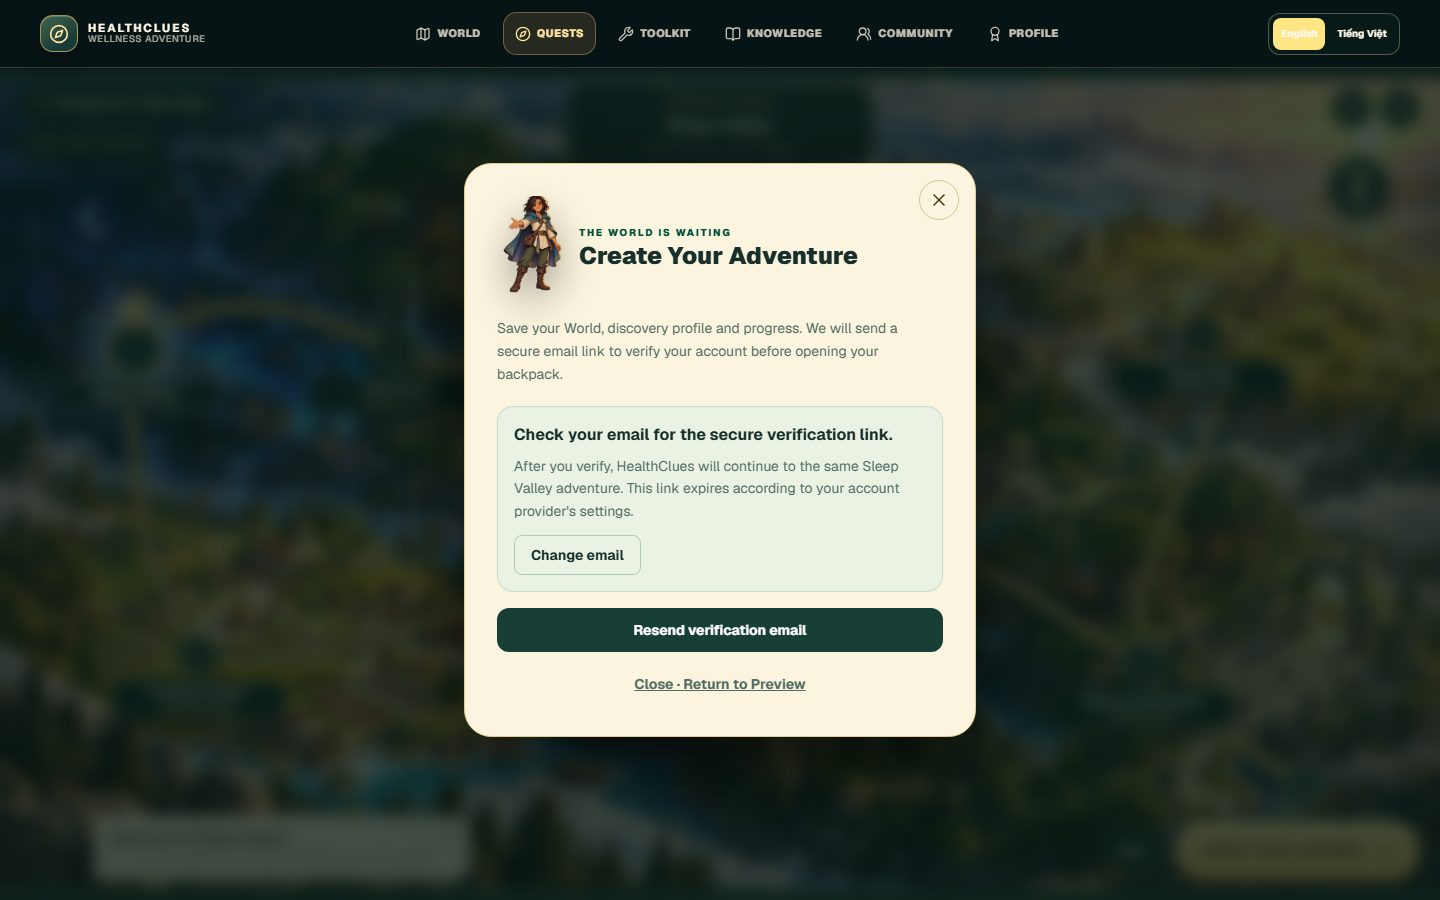 HEALTHCLUES
WELLNESS ADVENTURE
WORLD
QUESTS
TOOLKIT
KNOWLEDGE
COMMUNITY
PROFILE
English
Tiếng Việt
THE WORLD IS WAITING
Create Your Adventure
Save your World, discovery profile and progress. We will send a
secure email link to verify your account before opening your
backpack.
Check your email for the secure verification link.
After you verify, HealthClues will continue to the same Sleep
Valley adventure. This link expires according to your account
provider's settings.
Change email
Resend verification email
Close · Return to Preview